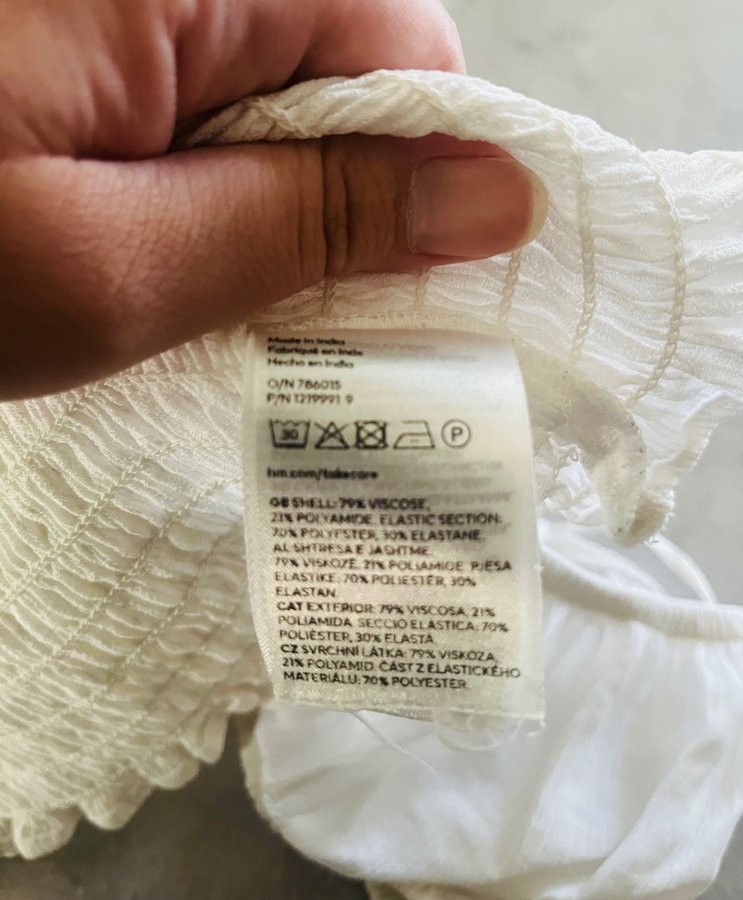 Made in India
Fabriqué en Inde
Hecho en India
O/N 786015
P/N 1219991 9
30
P
hm.com/takecare
GB SHELL: 79% VISCOSE,
21% POLYAMIDE. ELASTIC SECTION:
70% POLYESTER, 30% ELASTANE.
AL SHTRESA E JASHTME:
79% VISKOZË, 21% POLIAMIDE. PJESA
ELASTIKE: 70% POLIESTËR, 30%
ELASTAN.
CAT EXTERIOR: 79% VISCOSA, 21%
POLIAMIDA. SECCIÓ ELÀSTICA: 70%
POLIÈSTER, 30% ELASTÀ.
CZ SVRCHNÍ LÁTKA: 79% VISKÓZA,
21% POLYAMID. ČÁST Z ELASTICKÉHO
MATERIÁLU: 70% POLYESTER,